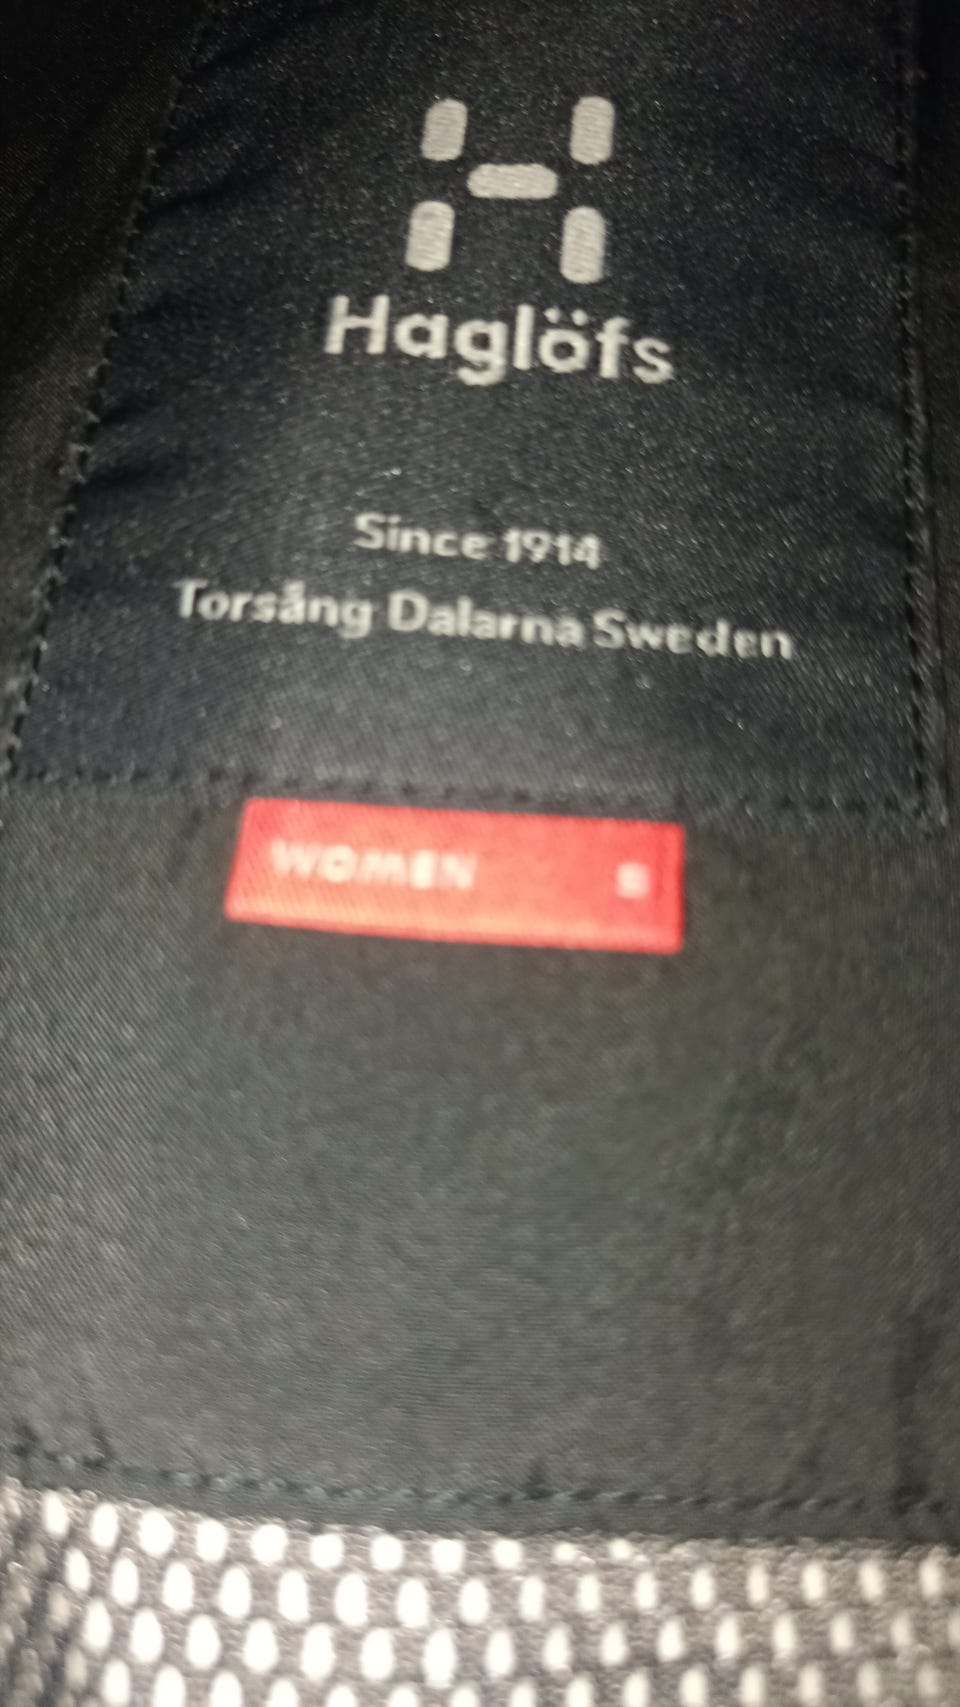 Haglöfs
Since 1914
Torsång Dalarna Sweden
WOMEN